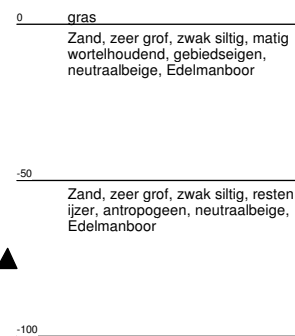 0 gras
Zand, zeer grof, zwak siltig, matig
wortelhoudend, gebiedseigen,
neutraalbeige, Edelmanboor
-50
Zand, zeer grof, zwak siltig, resten
ijzer, antropogeen, neutraalbeige,
Edelmanboor
-100